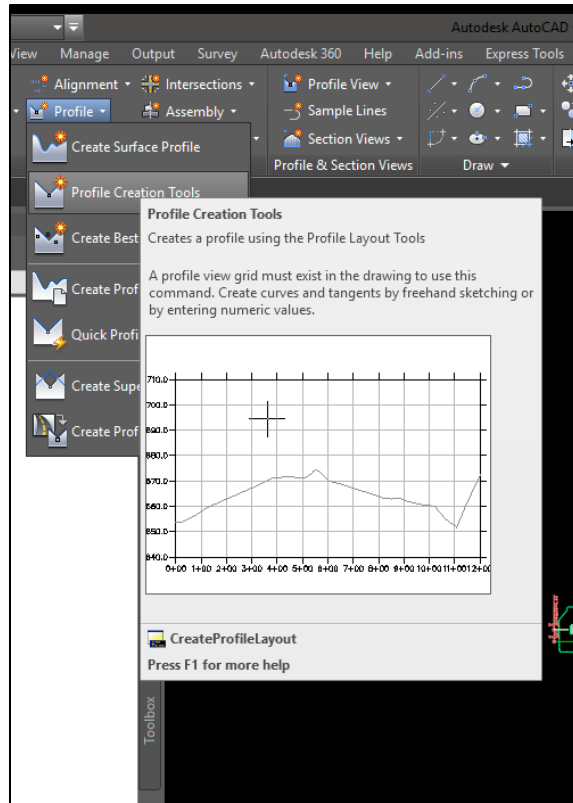 Autodesk AutoCAD
View Manage Output Survey Autodesk 360 Help Add-ins Express Tools
Alignment Intersections Profile View
Profile Assembly Sample Lines
Section Views
Create Surface Profile
Profile & Section Views Draw
Profile Creation Tools
Profile Creation Tools
Create Best
Creates a profile using the Profile Layout Tools
A profile view grid must exist in the drawing to use this
Create Prof
command. Create curves and tangents by freehand sketching or
by entering numeric values.
Quick Profi
Create Supe
Create Prof
710.0
700.0
690.0
680.0
670.0
660.0
650.0
640.0
0+00 1+00 2+00 3+00 4+00 5+00 6+00 7+00 8+00 9+00 10+00 11+00 12+00
CreateProfileLayout
Press F1 for more help
Toolbox